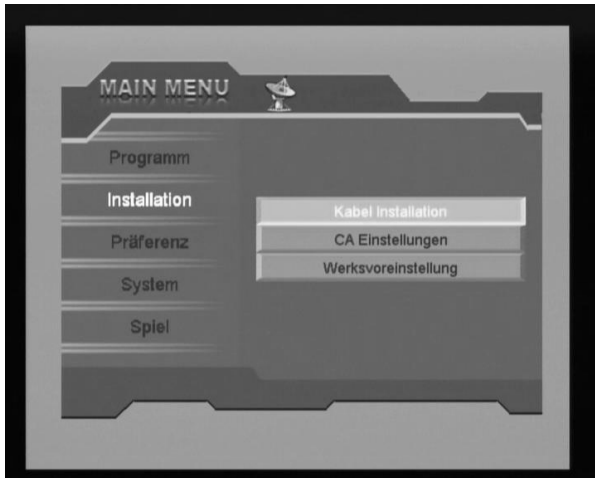 MAIN MENU
Programm
Installation
Präferenz
System
Spiel
Kabel Installation
CA Einstellungen
Werksvoreinstellung